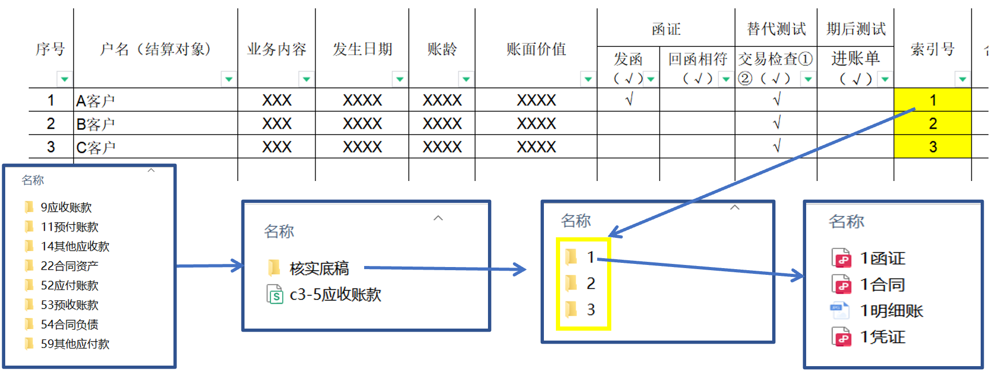 序号 户名（结算对象） 业务内容 发生日期 账龄 账面价值 函证 替代测试 期后测试 索引号
发函（√） 回函相符（√） 交易检查①②（√） 进账单（√）
1 A客户 XXX XXXX XXXX XXXX √ √ 1
2 B客户 XXX XXXX XXXX XXXX √ 2
3 C客户 XXX XXXX XXXX XXXX √ 3
名称
9应收账款
11预付账款
14其他应收款
22合同资产
52应付账款
53预收账款
54合同负债
59其他应付款
名称
核实底稿
S
c3-5应收账款
名称
1
2
3
名称
1函证
1合同
JPG
1明细账
1凭证